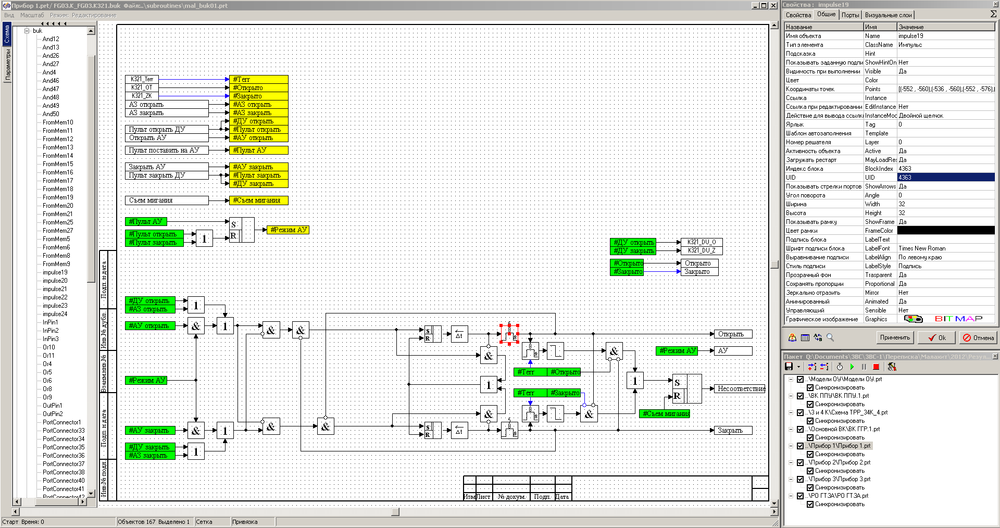 Прибор 1.prt/ FG03.K_FG03.K321.buk Файл:..\subroutines\mal_buk01.prt
Вид Масштаб Режим: Редактирование
Схема
Параметры
buk
And12
And13
And26
And27
And4
And46
And47
And48
And49
And50
FromMem10
FromMem11
FromMem12
FromMem13
FromMem14
FromMem15
FromMem16
FromMem17
FromMem18
FromMem19
FromMem20
FromMem21
FromMem25
FromMem27
FromMem5
FromMem6
FromMem8
FromMem9
impulse19
impulse20
impulse21
impulse22
impulse23
impulse24
InPin1
InPin2
InPin3
Or10
Or11
Or4
Or5
Or6
Or8
Or9
OutPin1
OutPin2
PortConnector1
PortConnector33
PortConnector34
PortConnector35
PortConnector36
PortConnector37
PortConnector38
PortConnector40
PortConnector41
PortConnector42
K321_Terr #Terr
K321_OT #Открыто
K321_ZK #Закрыто
АЗ открыть #АЗ открыть
АЗ закрыть #АЗ закрыть
#ДУ открыть
Пульт открыть ДУ #Пульт открыть
Открыть АУ #АУ открыть
Пульт поставить на АУ #Пульт АУ
Закрыть АУ #АУ закрыть
Пульт закрыть ДУ #Пульт закрыть
#ДУ закрыть
Съем мигания #Съем мигания
#Пульт АУ S
#Режим АУ
#Пульт открыть 1 R
#Пульт закрыть
#ДУ открыть K321_DU_O
#ДУ закрыть K321_DU_Z
#Открыто Открыто
#Закрыто Закрыто
Подп. и дата
Инв № дубл.
Взамин №
Подп. и дата
Инв № подл.
#ДУ открыть 1
#АЗ открыть
#АУ открыть & 1 & & S R Δt 5 0 & Открыть
& 0 & & #Режим АУ АУ
#Terr #Открыто
#Режим АУ 1 1 S R Несоответствие
#Terr #Закрыто
& 0 & & #Съем мигания
#АУ закрыть & 1 & & S R Δt 5 0 & Закрыть
#ДУ закрыть 1
#АЗ закрыть
Изм Лист № докум. Подп. Дата
Старт Время: 0 Объектов 167 Выделено 1 Сетка Привязка
Свойства : impulse19
Свойства Общие Порты Визуальные слои Σ
Название Имя Значение
Имя объекта Name impulse19
Тип элемента ClassName Импульс
Подсказка Hint
Показывать заданную подпи ShowHintOn Нет
Видимость при выполнении Visible Да
Цвет Color
Координаты точек Points [(-552 , -560),(-536 , -560),(-552 , -576),(
Ссылка Instance
Ссылка при редактировании EditInstance Нет
Действие для вывода ссылк InstanceMoc Двойной щелчок
Ярлык Tag 0
Шаблон автозаполнения Template
Номер решателя Layer 0
Активность объекта Active Да
Загружать рестарт MayLoadRes Да
Индекс блока BlockIndex 4363
UID UID 4363
Показывать стрелки портов ShowArrows Да
Угол поворота Angle 0
Ширина Width 32
Высота Height 32
Показывать рамку ShowFrame Да
Цвет рамки FrameColor
Подпись блока LabelText
Шрифт подписи блока LabelFont Times New Roman
Выравнивание подписи LabelAlign По левому краю
Стиль подписи LabelStyle Подпись
Прозрачный фон Trasparent Да
Сохранять пропорции Proportional Да
Зеркально отразить Mirror Нет
Анимированный Animated Да
Управляющий Sensible Нет
Графическое изображение Graphics BITMAP
Применить Ok Отмена
Пакет Q:\Documents\ЗВС\ЗВС-1\Переписка\Малахит\2012\Резул...
..\Модели ОУ\Модели ОУ.prt
Синхронизировать
..\ВК ППУ\ВК ППУ.1.prt
Синхронизировать
..\3 и 4 К\Схема ТРР_34К_4.prt
Синхронизировать
..\Основной ВК\ВК ГГР.1.prt
Синхронизировать
..\Прибор 1\Прибор 1.prt
Синхронизировать
..\Прибор 2\Прибор 2.prt
Синхронизировать
..\Прибор 3\Прибор 3.prt
Синхронизировать
..\РО ГТЗА\РО ГТЗА.prt
Синхронизировать